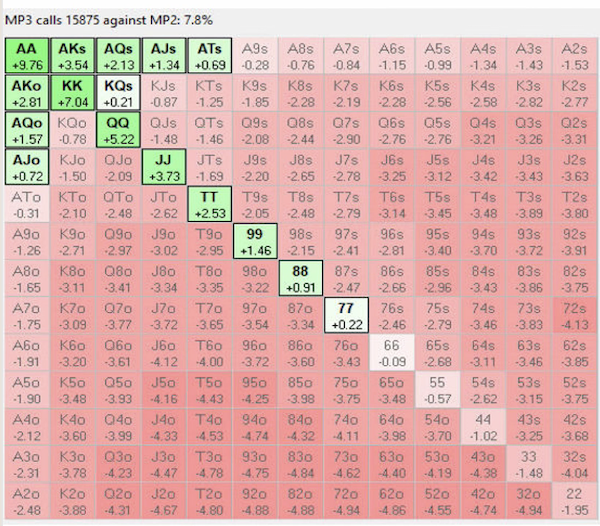 MP3 calls 15875 against MP2: 7.8%
AA AKs AQs AJs ATs A9s A8s A7s A6s A5s A4s A3s A2s
+9.76 +3.54 +2.13 +1.34 +0.69 -0.28 -0.76 -0.84 -1.15 -0.99 -1.34 -1.43 -1.53
AKo KK KQs KJs KTs K9s K8s K7s K6s K5s K4s K3s K2s
+2.81 +7.04 +0.21 -0.87 -1.25 -1.85 -2.28 -2.19 -2.28 -2.56 -2.58 -2.82 -2.77
AQo KQo QQ QJs QTs Q9s Q8s Q7s Q6s Q5s Q4s Q3s Q2s
+1.57 -0.78 +5.22 -1.48 -1.46 -2.08 -2.44 -2.90 -2.76 -2.76 -3.21 -3.26 -3.31
AJo KJo QJo JJ JTs J9s J8s J7s J6s J5s J4s J3s J2s
+0.72 -1.50 -2.09 +3.73 -1.69 -2.20 -2.65 -2.78 -3.25 -3.12 -3.42 -3.43 -3.63
ATo KTo QTo JTo TT T9s T8s T7s T6s T5s T4s T3s T2s
-0.31 -2.10 -2.48 -2.62 +2.53 -2.05 -2.48 -2.79 -3.14 -3.45 -3.48 -3.89 -3.80
A9o K9o Q9o J9o T9o 99 98s 97s 96s 95s 94s 93s 92s
-1.26 -2.71 -2.97 -3.02 -2.95 +1.46 -2.15 -2.41 -2.81 -3.40 -3.70 -3.72 -3.91
A8o K8o Q8o J8o T8o 98o 88 87s 86s 85s 84s 83s 82s
-1.65 -3.11 -3.41 -3.34 -3.35 -3.22 +0.91 -2.47 -2.66 -2.96 -3.43 -3.86 -3.75
A7o K7o Q7o J7o T7o 97o 87o 77 76s 75s 74s 73s 72s
-1.75 -3.09 -3.77 -3.72 -3.65 -3.54 -3.34 +0.22 -2.46 -2.79 -3.46 -3.83 -4.13
A6o K6o Q6o J6o T6o 96o 86o 76o 66 65s 64s 63s 62s
-1.91 -3.20 -3.61 -4.12 -4.00 -3.72 -3.60 -3.43 -0.09 -2.68 -3.11 -3.46 -3.85
A5o K5o Q5o J5o T5o 95o 85o 75o 65o 55 54s 53s 52s
-1.90 -3.48 -3.93 -4.16 -4.43 -4.25 -3.98 -3.75 -3.48 -0.57 -2.62 -3.15 -3.75
A4o K4o Q4o J4o T4o 94o 84o 74o 64o 54o 44 43s 42s
-2.12 -3.60 -3.99 -4.33 -4.53 -4.74 -4.32 -4.11 -3.98 -3.70 -1.02 -3.25 -3.68
A3o K3o Q3o J3o T3o 93o 83o 73o 63o 53o 43o 33 32s
-2.31 -3.78 -4.23 -4.47 -4.78 -4.75 -4.84 -4.62 -4.40 -4.19 -4.38 -1.48 -4.04
A2o K2o Q2o J2o T2o 92o 82o 72o 62o 52o 42o 32o 22
-2.48 -3.88 -4.31 -4.67 -4.80 -4.88 -4.88 -4.94 -4.86 -4.55 -4.74 -4.94 -1.95